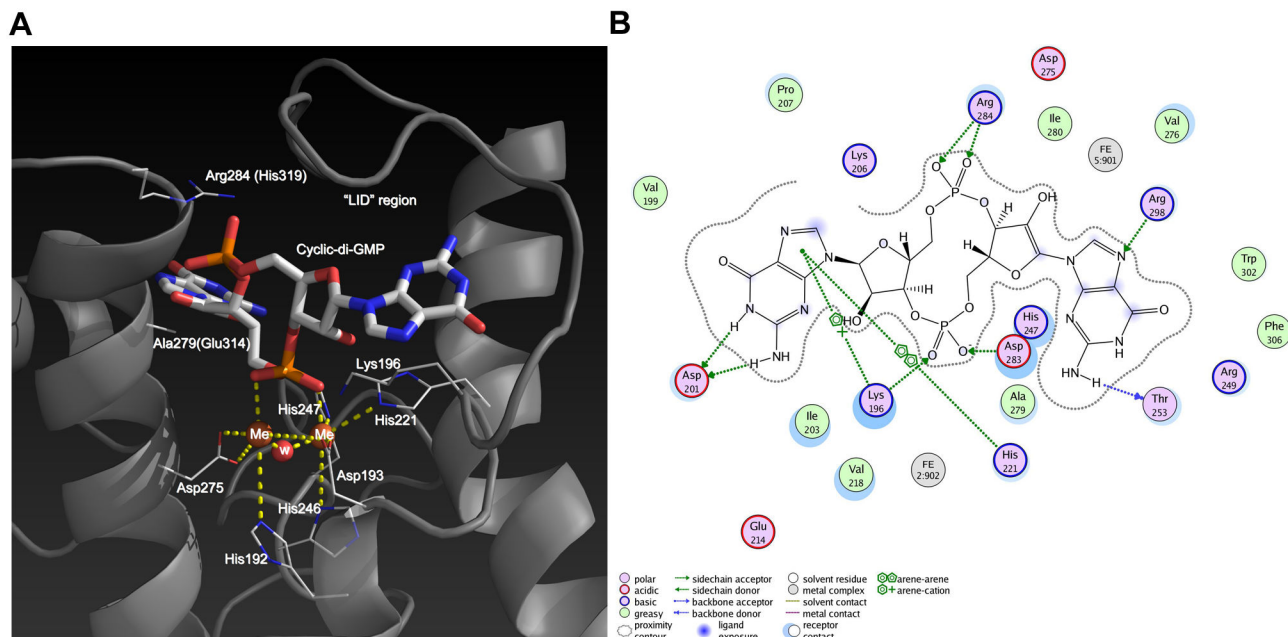 A
Arg284 (His319)
"LID" region
Cyclic-di-GMP
Ala279(Glu314)
Lys196
His247
His221
Me
Me
w
Asp275
Asp193
His246
His192
B
Asp
275
Pro
207
Arg
284
Ile
280
Val
276
FE
5:901
Lys
206
Val
199
Arg
298
OH
O
O
P
O
O
N
N
O
O
N
O
N
Trp
302
O
N
H
N
HO
O
O
P
O
O-
His
247
Asp
283
N
N
NH
O
Phe
306
H
NH
Asp
201
Lys
196
Ala
279
NH
H
Thr
253
Arg
249
Ile
203
Val
218
FE
2:902
His
221
Glu
214
polar
acidic
basic
greasy
proximity
contour
sidechain acceptor
sidechain donor
backbone acceptor
backbone donor
ligand
exposure
solvent residue
metal complex
solvent contact
metal contact
receptor
contact
arene-arene
arene-cation